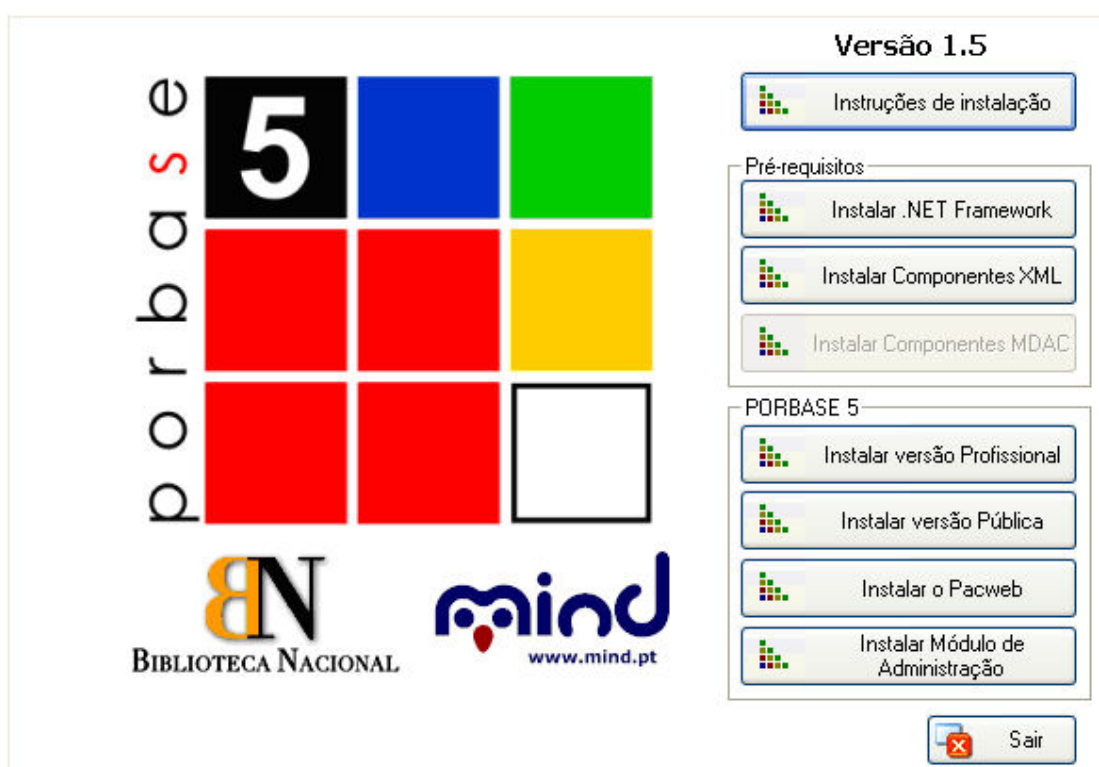 Versão 1.5
porbase
5
Instruções de instalação
Pré-requisitos
Instalar .NET Framework
Instalar Componentes XML
Instalar Componentes MDAC
PORBASE 5
Instalar versão Profissional
Instalar versão Pública
Instalar o Pacweb
Instalar Módulo de
Administração
BN
BIBLIOTECA NACIONAL
mind
www.mind.pt
Sair